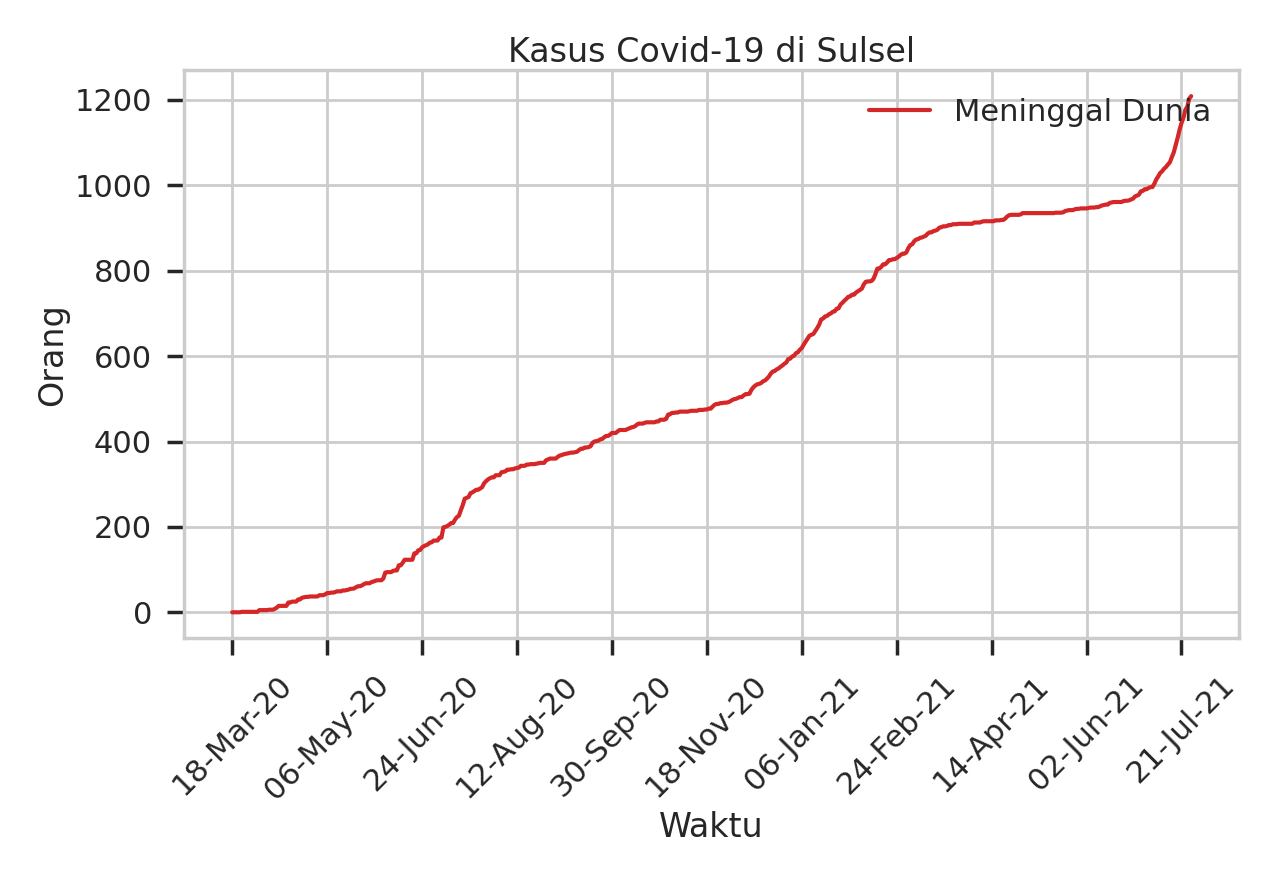 Kasus Covid-19 di Sulsel
Meninggal Dunia
Orang
1200
1000
800
600
400
200
0
18-Mar-20
06-May-20
24-Jun-20
12-Aug-20
30-Sep-20
18-Nov-20
06-Jan-21
24-Feb-21
14-Apr-21
02-Jun-21
21-Jul-21
Waktu